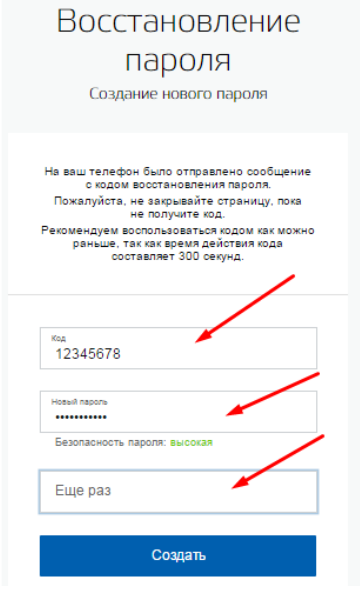 Восстановление
пароля
Создание нового пароля
На ваш телефон было отправлено сообщение
с кодом восстановления пароля.
Пожалуйста, не закрывайте страницу, пока
не получите код.
Рекомендуем воспользоваться кодом как можно
раньше, так как время действия кода
составляет 300 секунд.
Код
12345678
Новый пароль
•••••••••••
Безопасность пароля: высокая
Еще раз
Создать